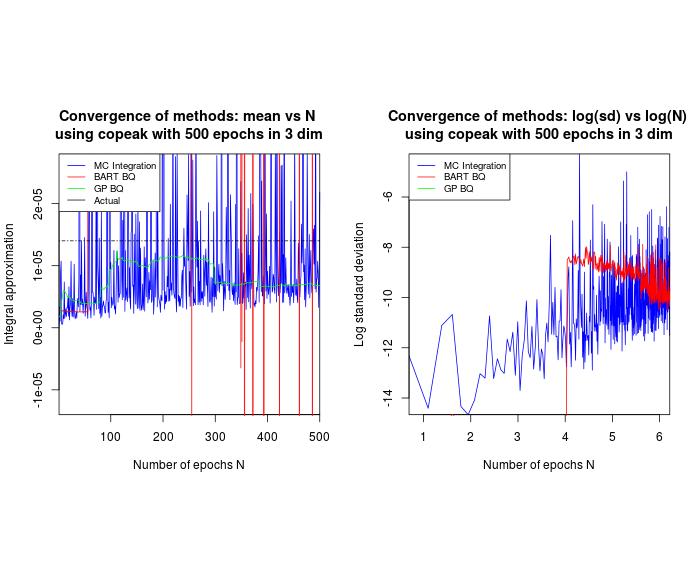 Convergence of methods: mean vs N
using copeak with 500 epochs in 3 dim
MC Integration
BART BQ
GP BQ
Actual
Integral approximation
-1e-05
0e+00
1e-05
2e-05
100 200 300 400 500
Number of epochs N
Convergence of methods: log(sd) vs log(N)
using copeak with 500 epochs in 3 dim
MC Integration
BART BQ
GP BQ
Log standard deviation
-14
-12
-10
-8
-6
1 2 3 4 5 6
Number of epochs N